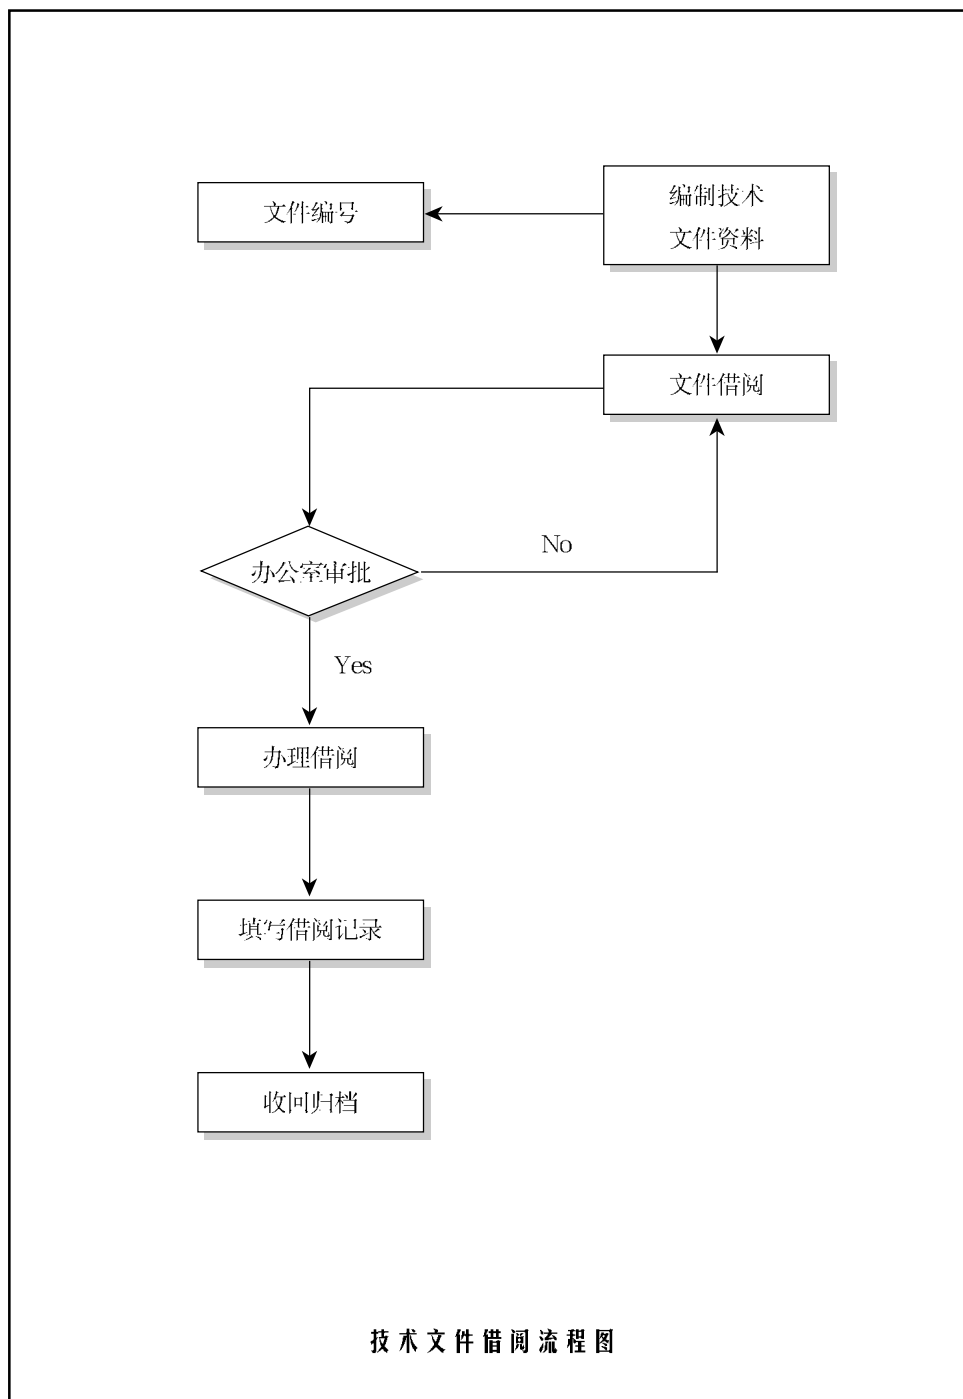 文件编号
编制技术
文件资料
文件借阅
No
办公室审批
Yes
办理借阅
填写借阅记录
收回归档
技术文件借阅流程图